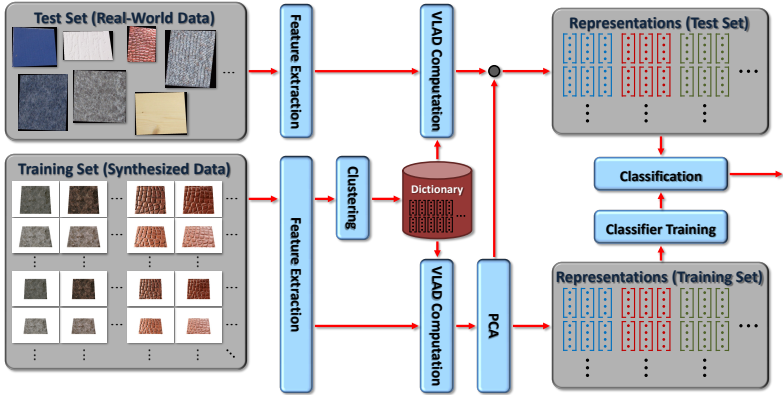 Test Set (Real-World Data)
...
Feature Extraction
VLAD Computation
Representations (Test Set)
...
Training Set (Synthesized Data)
Feature Extraction
Clustering
Dictionary
...
VLAD Computation
PCA
Classification
Classifier Training
Representations (Training Set)
...